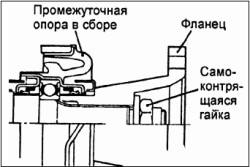 Промежуточная
опора в сборе
Фланец
Само-
контря-
щаяся
гайка